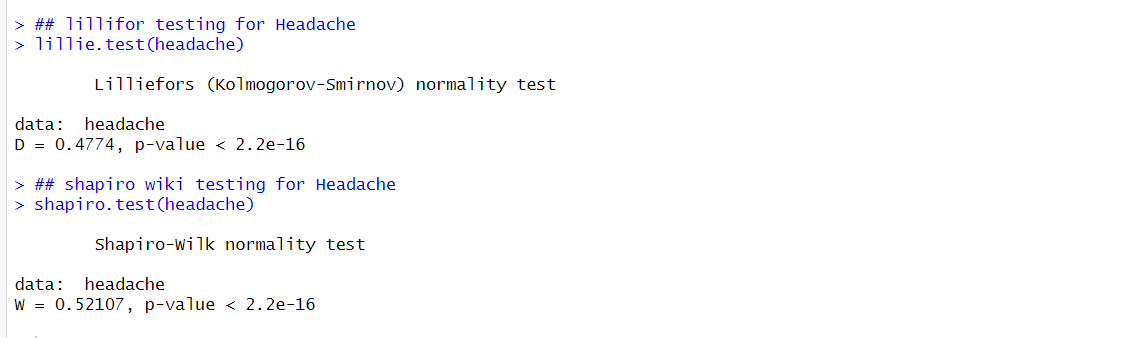 > ## lillifor testing for Headache
> lillie.test(headache)
Lilliefors (Kolmogorov-Smirnov) normality test
data:  headache
D = 0.4774, p-value < 2.2e-16
> ## shapiro wiki testing for Headache
> shapiro.test(headache)
Shapiro-Wilk normality test
data:  headache
W = 0.52107, p-value < 2.2e-16